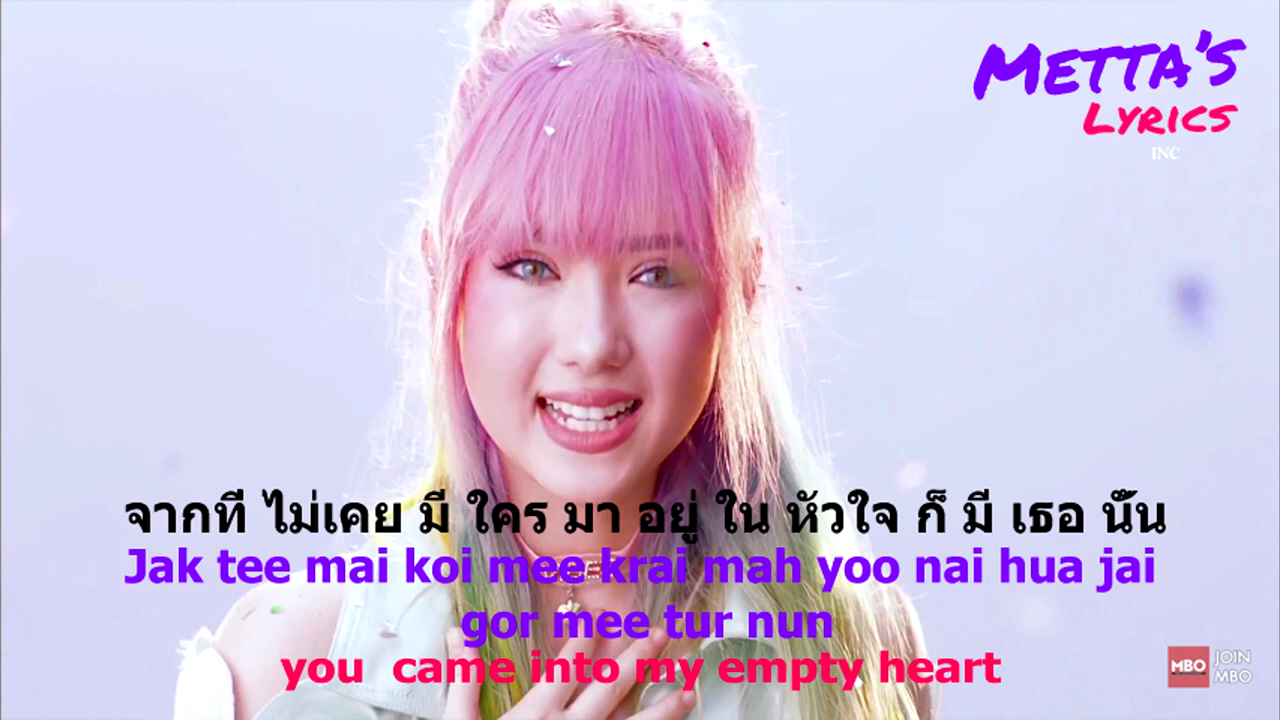 METTA'S
LYRICS
INC
จากที่ ไม่เคย มี ใคร มา อยู่ ใน หัวใจ ก็ มี เธอ นั้น
Jak tee mai koi mee krai mah yoo nai hua jai
gor mee tur nun
you came into my empty heart
MBO JOIN
MBO